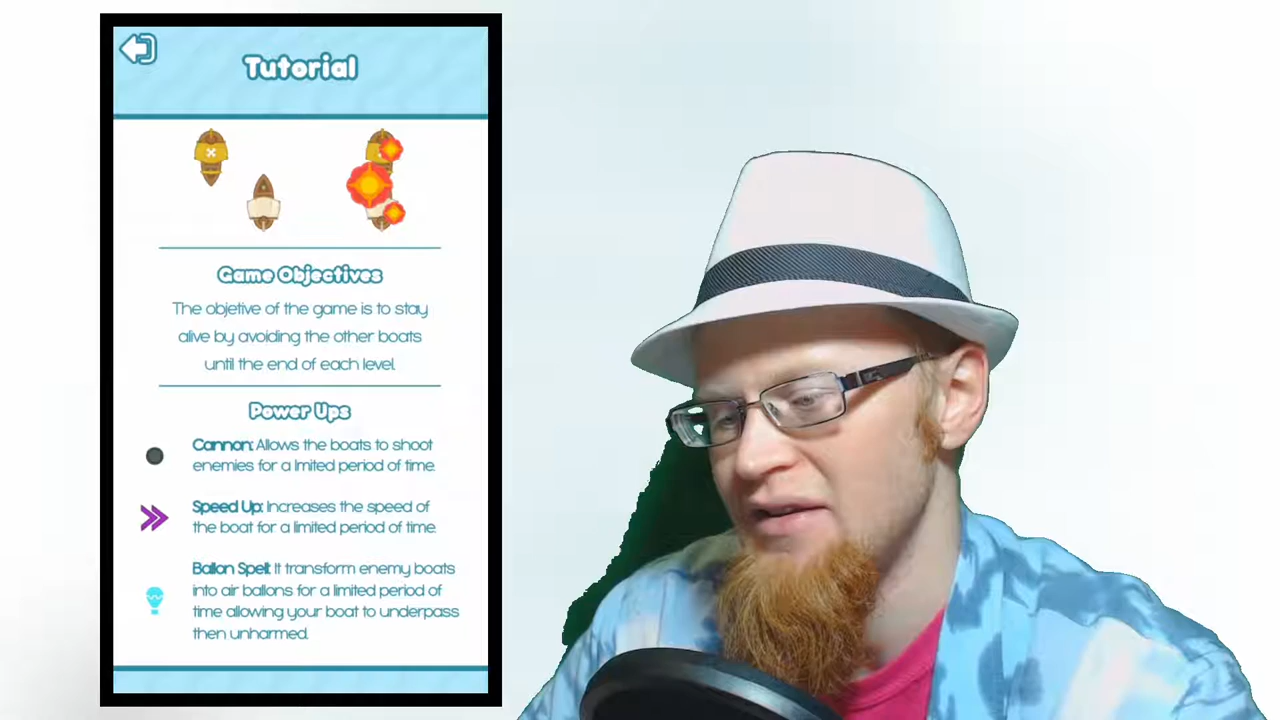 Tutorial
Game Objectives
The objetive of the game is to stay
alive by avoiding the other boats
until the end of each level.
Power Ups
Cannon: Allows the boats to shoot
enemies for a lmited period of time.
Speed Up: Increases the speed of
the boat for a limited period of time.
Ballon Spell: It transform enemy boats
into air ballons for a limited period of
time allowing your boat to underpass
then unharmed.